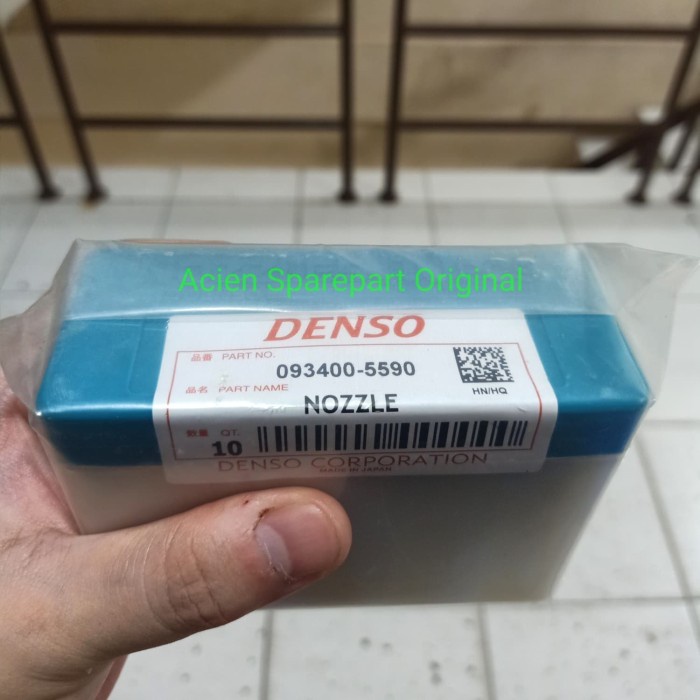 Acien Sparepart Original
DENSO
品番 PART NO.
093400-5590
品名 PART NAME
HN/HQ
NOZZLE
数量 QT.
10
DENSO CORPORATION
MADE IN JAPAN